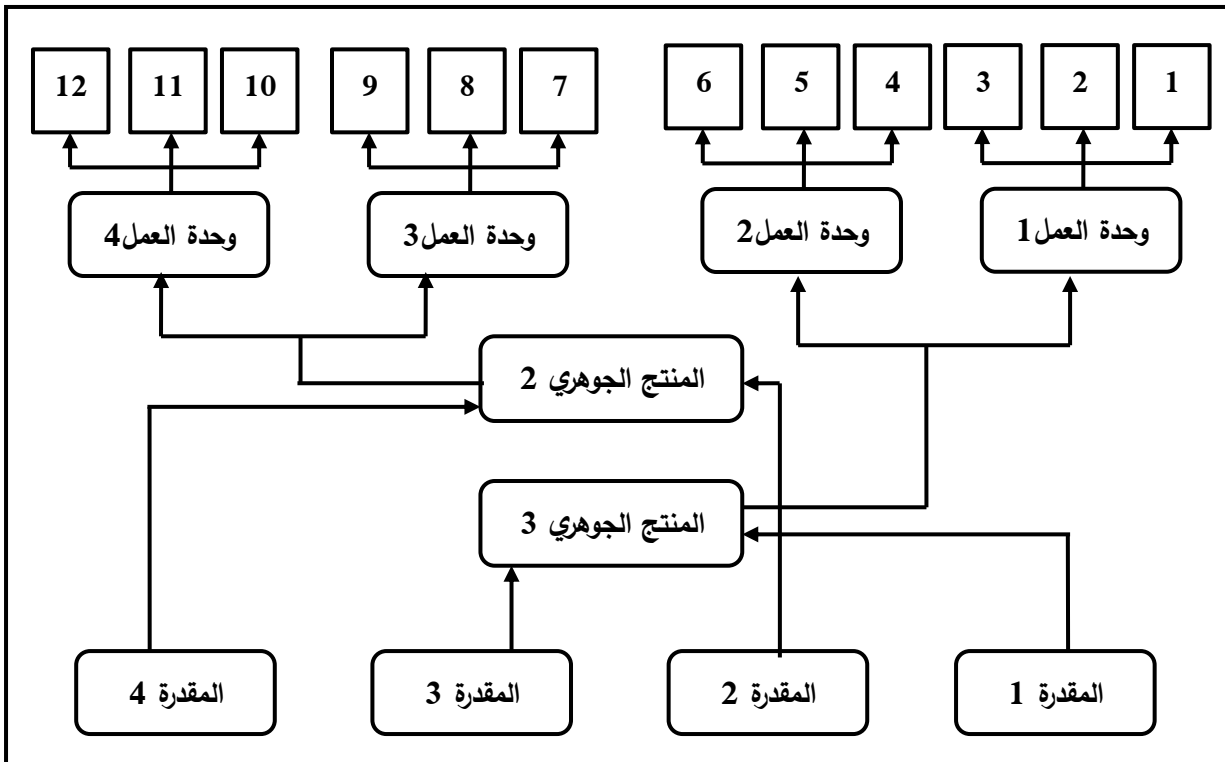 1 2 3 4 5 6 7 8 9 10 11 12
وحدة العمل1 وحدة العمل2 وحدة العمل3 وحدة العمل4
المنتج الجوهري 2
المنتج الجوهري 3
المقدرة 1 المقدرة 2 المقدرة 3 المقدرة 4